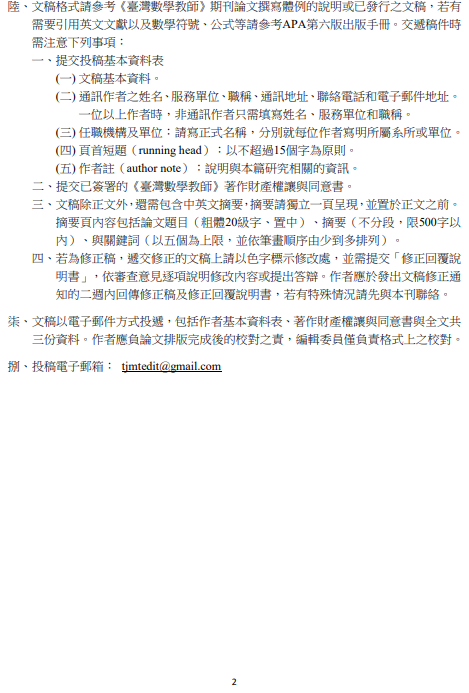 陸、文稿格式請參考《臺灣數學教師》期刊論文撰寫體例的說明或已發行之文稿，若有
需要引用英文文獻以及數學符號、公式等請參考APA第六版出版手冊。交遞稿件時
需注意下列事項：
一、提交投稿基本資料表
(一) 文稿基本資料。
(二) 通訊作者之姓名、服務單位、職稱、通訊地址、聯絡電話和電子郵件地址。
一位以上作者時，非通訊作者只需填寫姓名、服務單位和職稱。
(三) 任職機構及單位：請寫正式名稱，分別就每位作者寫明所屬系所或單位。
(四) 頁首短題（running head）：以不超過15個字為原則。
(五) 作者註（author note）：說明與本篇研究相關的資訊。
二、提交已簽署的《臺灣數學教師》著作財產權讓與同意書。
三、文稿除正文外，還需包含中英文摘要，摘要請獨立一頁呈現，並置於正文之前。
摘要頁內容包括論文題目（粗體20級字、置中）、摘要（不分段，限500字以
內）、與關鍵詞（以五個為上限，並依筆畫順序由少到多排列）。
四、若為修正稿，遞交修正的文稿上請以色字標示修改處，並需提交「修正回覆說
明書」，依審查意見逐項說明修改內容或提出答辯。作者應於發出文稿修正通
知的二週內回傳修正稿及修正回覆說明書，若有特殊情況請先與本刊聯絡。
柒、文稿以電子郵件方式投遞，包括作者基本資料表、著作財產權讓與同意書與全文共
三份資料。作者應負論文排版完成後的校對之責，編輯委員僅負責格式上之校對。
捌、投稿電子郵箱： tjmtedit@gmail.com
2